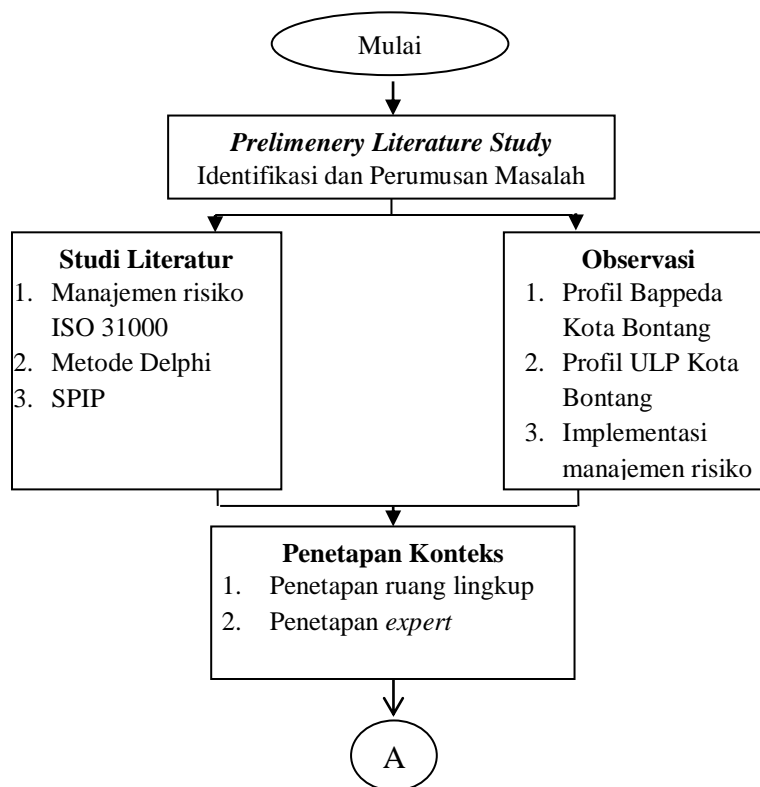 Mulai
Prelimenery Literature Study
Identifikasi dan Perumusan Masalah
Studi Literatur
1. Manajemen risiko
ISO 31000
2. Metode Delphi
3. SPIP
Observasi
1. Profil Bappeda
Kota Bontang
2. Profil ULP Kota
Bontang
3. Implementasi
manajemen risiko
Penetapan Konteks
1. Penetapan ruang lingkup
2. Penetapan expert
A